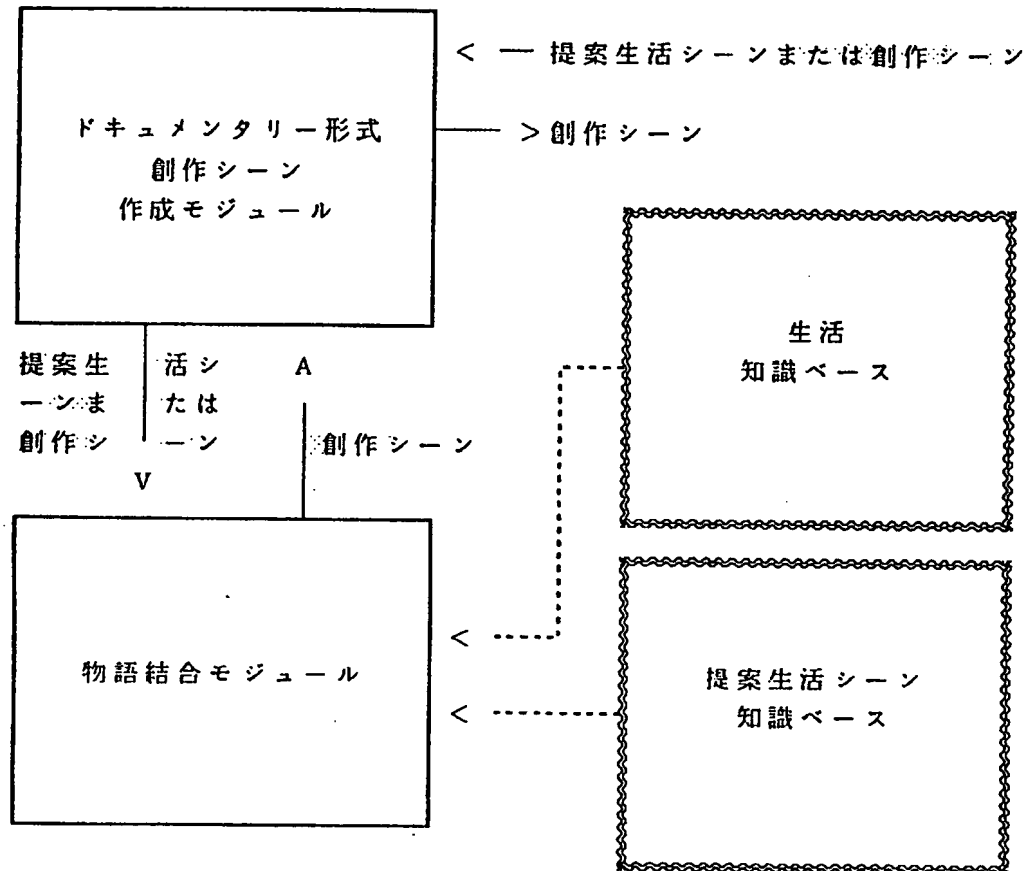 < — 提案生活シーンまたは創作シーン
ドキュメンタリー形式
創作シーン
作成モジュール
> 創作シーン
生活
知識ベース
提案生活シ
ーンまたは
創作シーン
A
創作シーン
V
<
物語結合モジュール
<
提案生活シーン
知識ベース